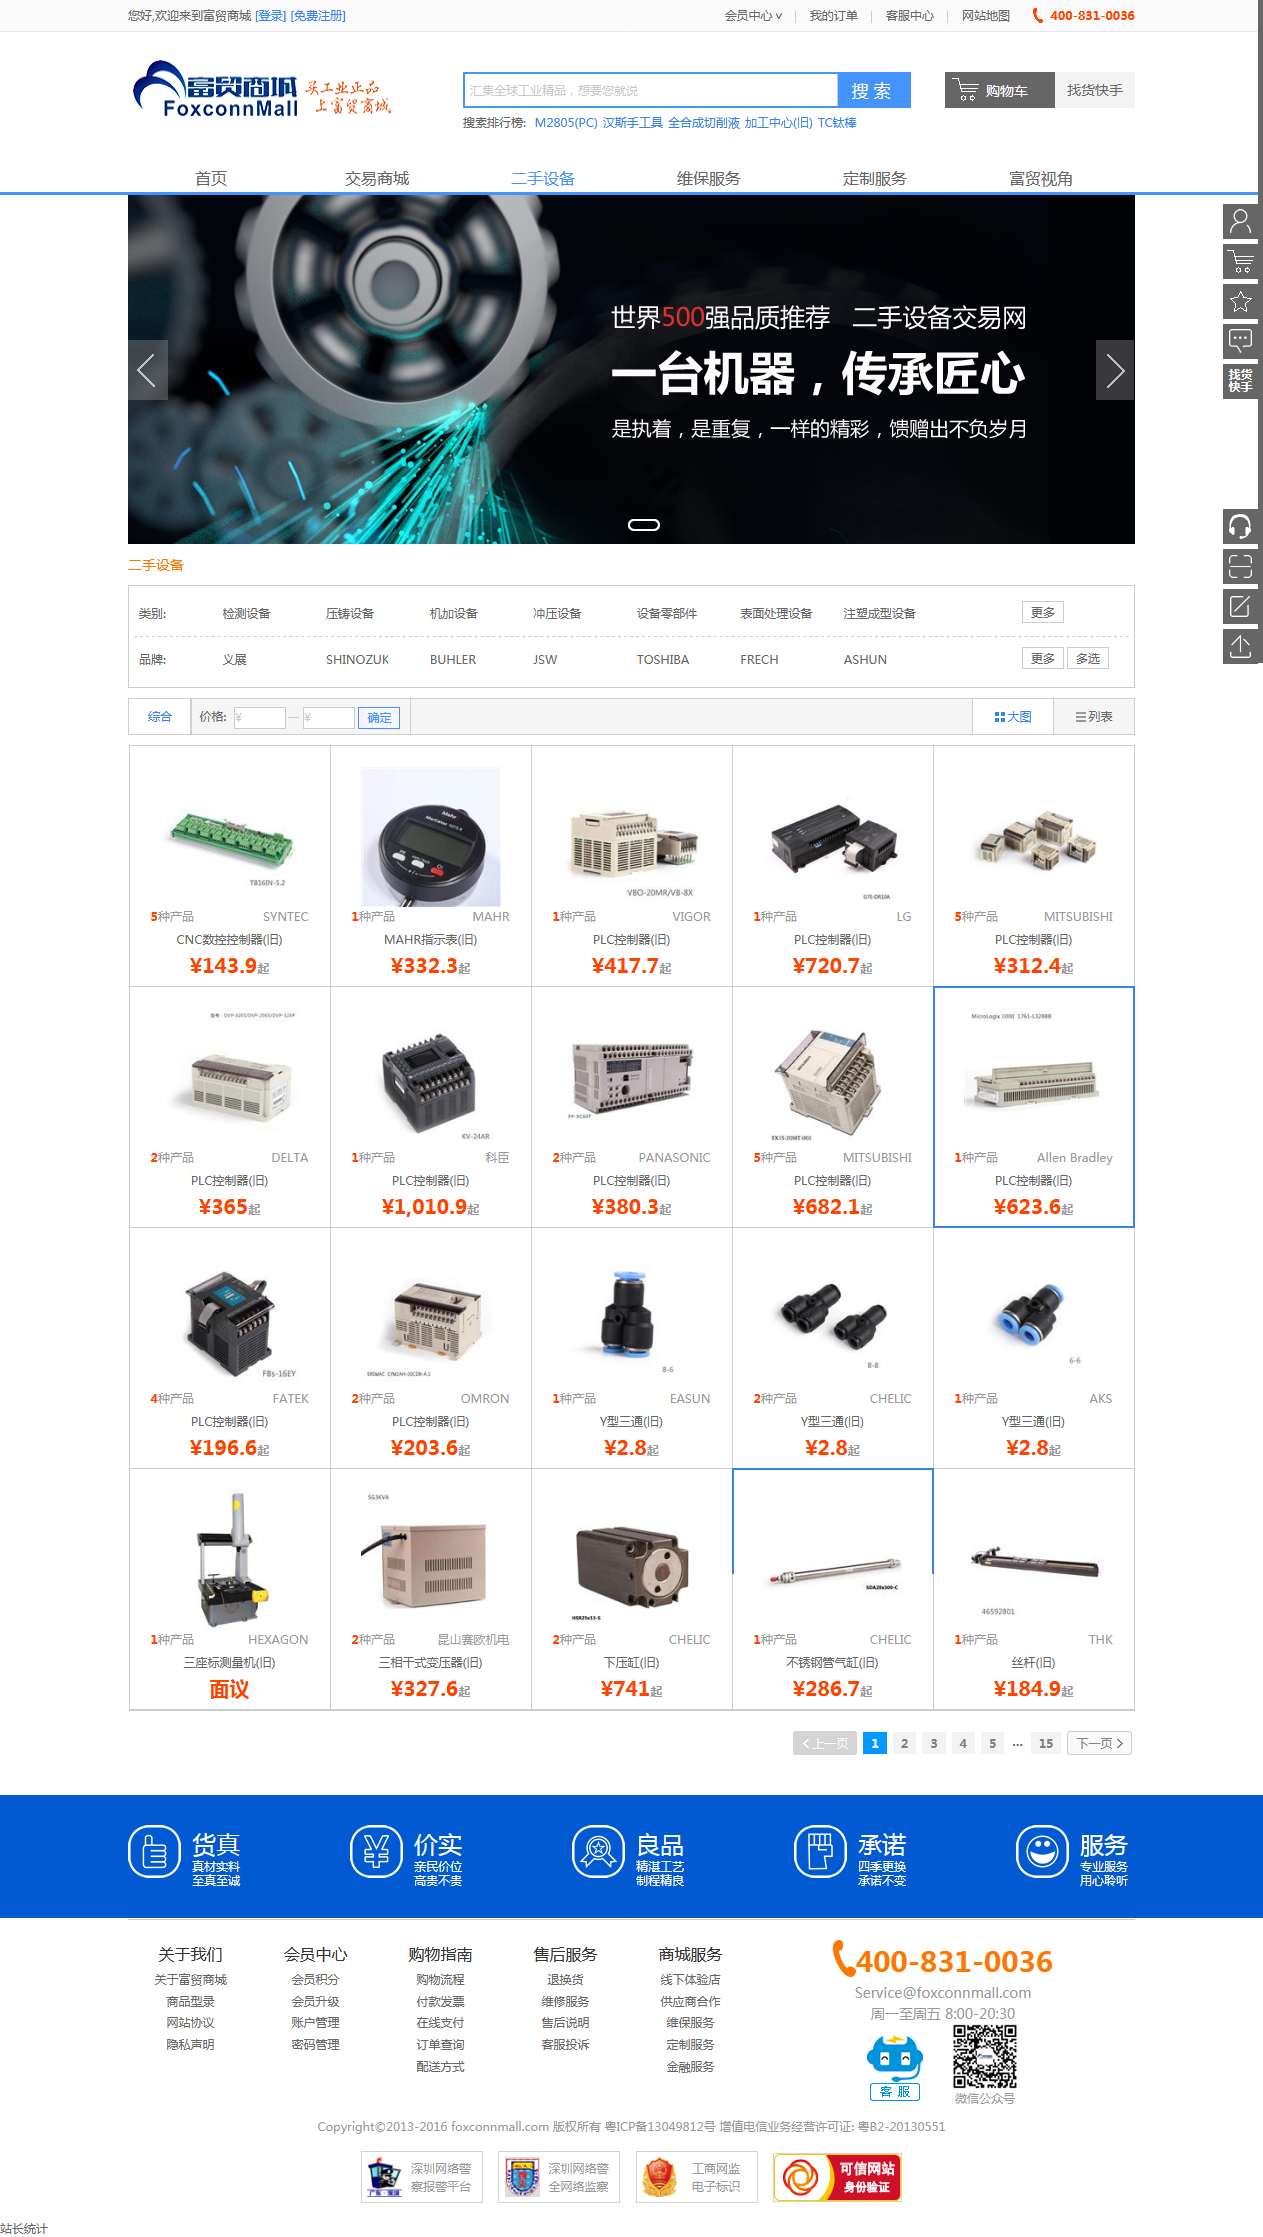 您好,欢迎来到富贸商城 [登录] [免费注册]
会员中心 我的订单 客服中心 网站地图 400-831-0036
富贸商城
FoxconnMall
买工业正品
上富贸商城
汇集全球工业精品，想要您就说
搜索
购物车
找货快手
搜索排行榜: M2805(PC) 汉斯手工具 全合成切削液 加工中心(旧) TC钛棒
首页 交易商城 二手设备 维保服务 定制服务 富贸视角
世界500强品质推荐 二手设备交易网
一台机器，传承匠心
是执着，是重复，一样的精彩，馈赠出不负岁月
找货
快手
二手设备
类别: 检测设备 压铸设备 机加设备 冲压设备 设备零部件 表面处理设备 注塑成型设备 更多
品牌: 义展 SHINOZUK BUHLER JSW TOSHIBA FRECH ASHUN 更多 多选
综合 价格: ¥ — ¥ 确定 大图 列表
TB16IN-5.2
Mahr
VBO-20MR/VB-8X
G7E-DR10A
5种产品 SYNTEC 1种产品 MAHR 1种产品 VIGOR 1种产品 LG 5种产品 MITSUBISHI
CNC数控控制器(旧) MAHR指示表(旧) PLC控制器(旧) PLC控制器(旧) PLC控制器(旧)
¥143.9起 ¥332.3起 ¥417.7起 ¥720.7起 ¥312.4起
型号：DVP-32ES/DVP-20EX/DVP-32XP
KV-24AR
FP-XC60T
FX1S-20MT-001
MicroLogix 1000 1761-L32BBB
2种产品 DELTA 1种产品 科臣 2种产品 PANASONIC 5种产品 MITSUBISHI 1种产品 Allen Bradley
PLC控制器(旧) PLC控制器(旧) PLC控制器(旧) PLC控制器(旧) PLC控制器(旧)
¥365起 ¥1,010.9起 ¥380.3起 ¥682.1起 ¥623.6起
FBs-16EY
8-6
8-8
6-6
4种产品 FATEK 2种产品 OMRON 1种产品 EASUN 2种产品 CHELIC 1种产品 AKS
PLC控制器(旧) PLC控制器(旧) Y型三通(旧) Y型三通(旧) Y型三通(旧)
¥196.6起 ¥203.6起 ¥2.8起 ¥2.8起 ¥2.8起
SG3KVA
HSR25x13-S
SDA20x300-C
46592801
1种产品 HEXAGON 2种产品 昆山赛欧机电 2种产品 CHELIC 1种产品 CHELIC 1种产品 THK
三座标测量机(旧) 三相干式变压器(旧) 下压缸(旧) 不锈钢管气缸(旧) 丝杆(旧)
面议 ¥327.6起 ¥741起 ¥286.7起 ¥184.9起
上一页 1 2 3 4 5 ... 15 下一页
货真 价实 良品 承诺 服务
真材实料 亲民价位 精湛工艺 四季更换 专业服务
至真至诚 高贵不贵 制程精良 承诺不变 用心聆听
关于我们 会员中心 购物指南 售后服务 商城服务
关于富贸商城 会员积分 购物流程 退换货 线下体验店
商品型录 会员升级 付款发票 维修服务 供应商合作
网站协议 账户管理 在线支付 售后说明 维保服务
隐私声明 密码管理 订单查询 客服投诉 定制服务
配送方式 金融服务
400-831-0036
Service@foxconnmall.com
周一至周五 8:00-20:30
客服
微信公众号
Copyright©2013-2016 foxconnmall.com 版权所有 粤ICP备13049812号 增值电信业务经营许可证: 粤B2-20130551
深圳网络警
察报警平台
深圳网络警
全网络监察
工商网监
电子标识
可信网站
身份验证
站长统计